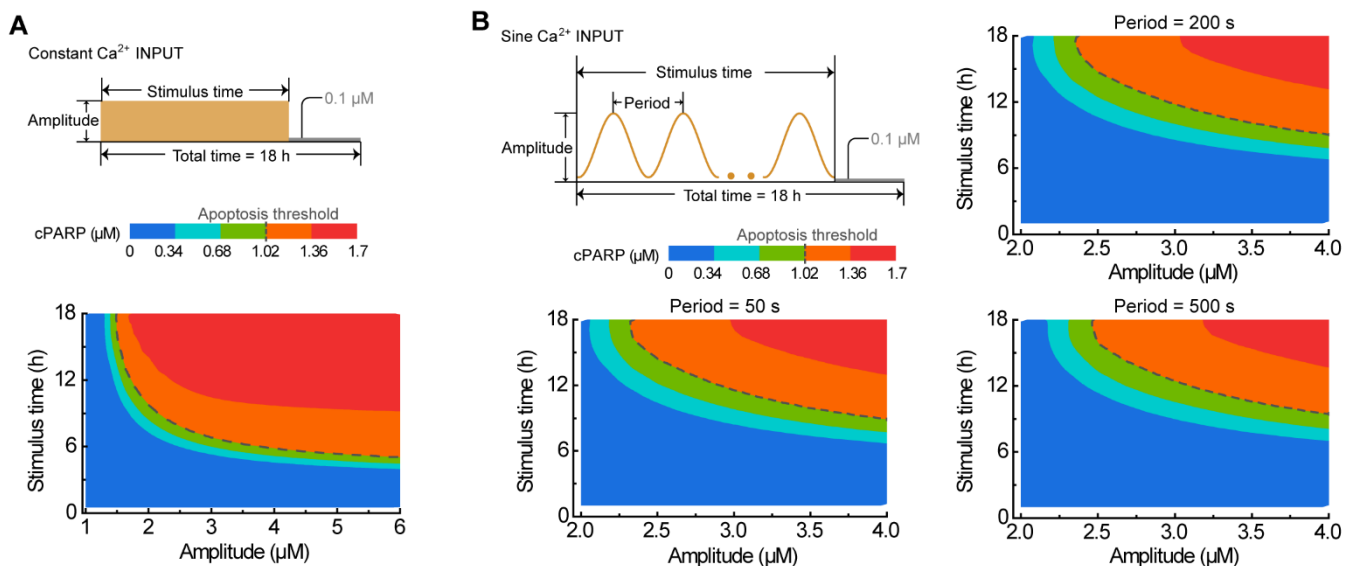 A
Constant Ca²⁺ INPUT
Stimulus time
0.1 µM
Amplitude
Total time = 18 h
Apoptosis threshold
cPARP (µM)
0 0.34 0.68 1.02 1.36 1.7
Stimulus time (h)
18
12
6
0
1 2 3 4 5 6
Amplitude (µM)
B
Sine Ca²⁺ INPUT
Stimulus time
Period
0.1 µM
Amplitude
Total time = 18 h
Apoptosis threshold
cPARP (µM)
0 0.34 0.68 1.02 1.36 1.7
Period = 50 s
Stimulus time (h)
18
12
6
0
2.0 2.5 3.0 3.5 4.0
Amplitude (µM)
Period = 200 s
Stimulus time (h)
18
12
6
0
2.0 2.5 3.0 3.5 4.0
Amplitude (µM)
Period = 500 s
Stimulus time (h)
18
12
6
0
2.0 2.5 3.0 3.5 4.0
Amplitude (µM)